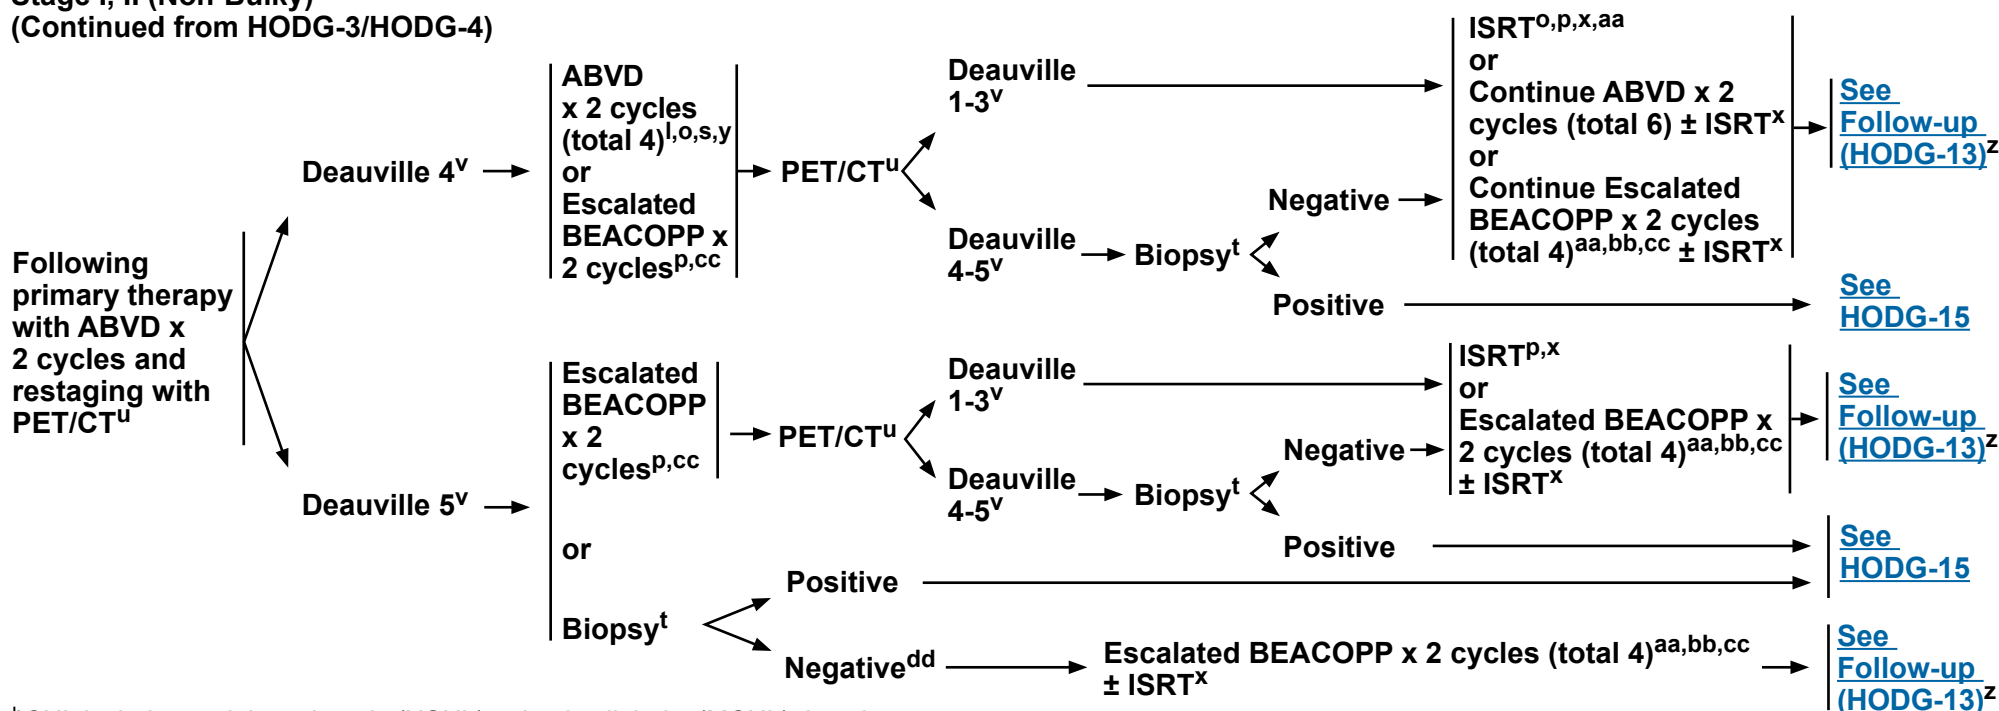 Stage I, II (Non-Bulky)
(Continued from HODG-3/HODG-4)
Following
primary therapy
with ABVD x
2 cycles and
restaging with
PET/CTu
Deauville 4v
ABVD
x 2 cycles
(total 4)l,o,s,y
or
Escalated
BEACOPP x
2 cyclesp,cc
PET/CTu
Deauville
1-3v
Deauville
4-5v
Biopsyt
Negative
Positive
ISRTo,p,x,aa
or
Continue ABVD x 2
cycles (total 6) ± ISRTx
or
Continue Escalated
BEACOPP x 2 cycles
(total 4)aa,bb,cc ± ISRTx
See
Follow-up
(HODG-13)z
See
HODG-15
Deauville 5v
Escalated
BEACOPP
x 2
cyclesp,cc
or
Biopsyt
PET/CTu
Deauville
1-3v
Deauville
4-5v
Biopsyt
Negative
Positive
ISRTp,x
or
Escalated BEACOPP x
2 cycles (total 4)aa,bb,cc
± ISRTx
See
Follow-up
(HODG-13)z
See
HODG-15
Positive
Negativedd
Escalated BEACOPP x 2 cycles (total 4)aa,bb,cc
± ISRTx
See
Follow-up
(HODG-13)z